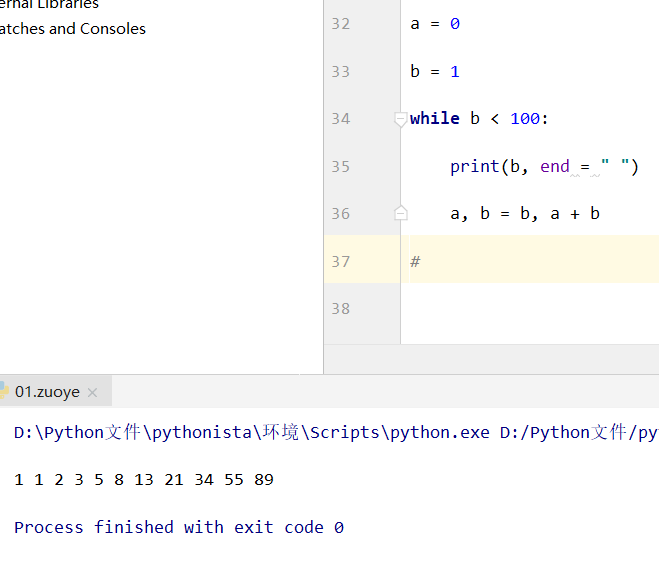 ernal Libraries
atches and Consoles
32 a = 0
33 b = 1
34 while b < 100:
35 print(b, end = " ")
36 a, b = b, a + b
37 #
38
01.zuoye
D:\Python文件\pythonista\环境\Scripts\python.exe D:/Python文件/py
1 1 2 3 5 8 13 21 34 55 89
Process finished with exit code 0